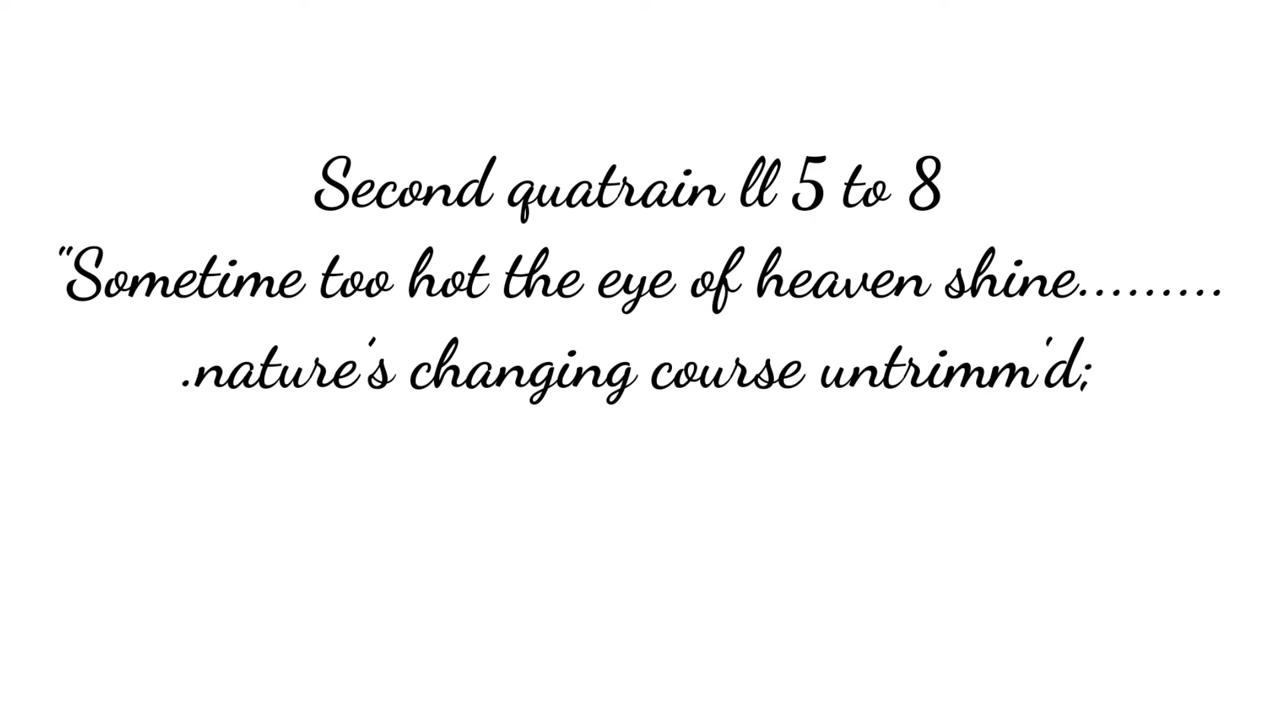 Second quatrain ll 5 to 8
"Sometime too hot the eye of heaven shine.........
.nature's changing course untrimm'd;